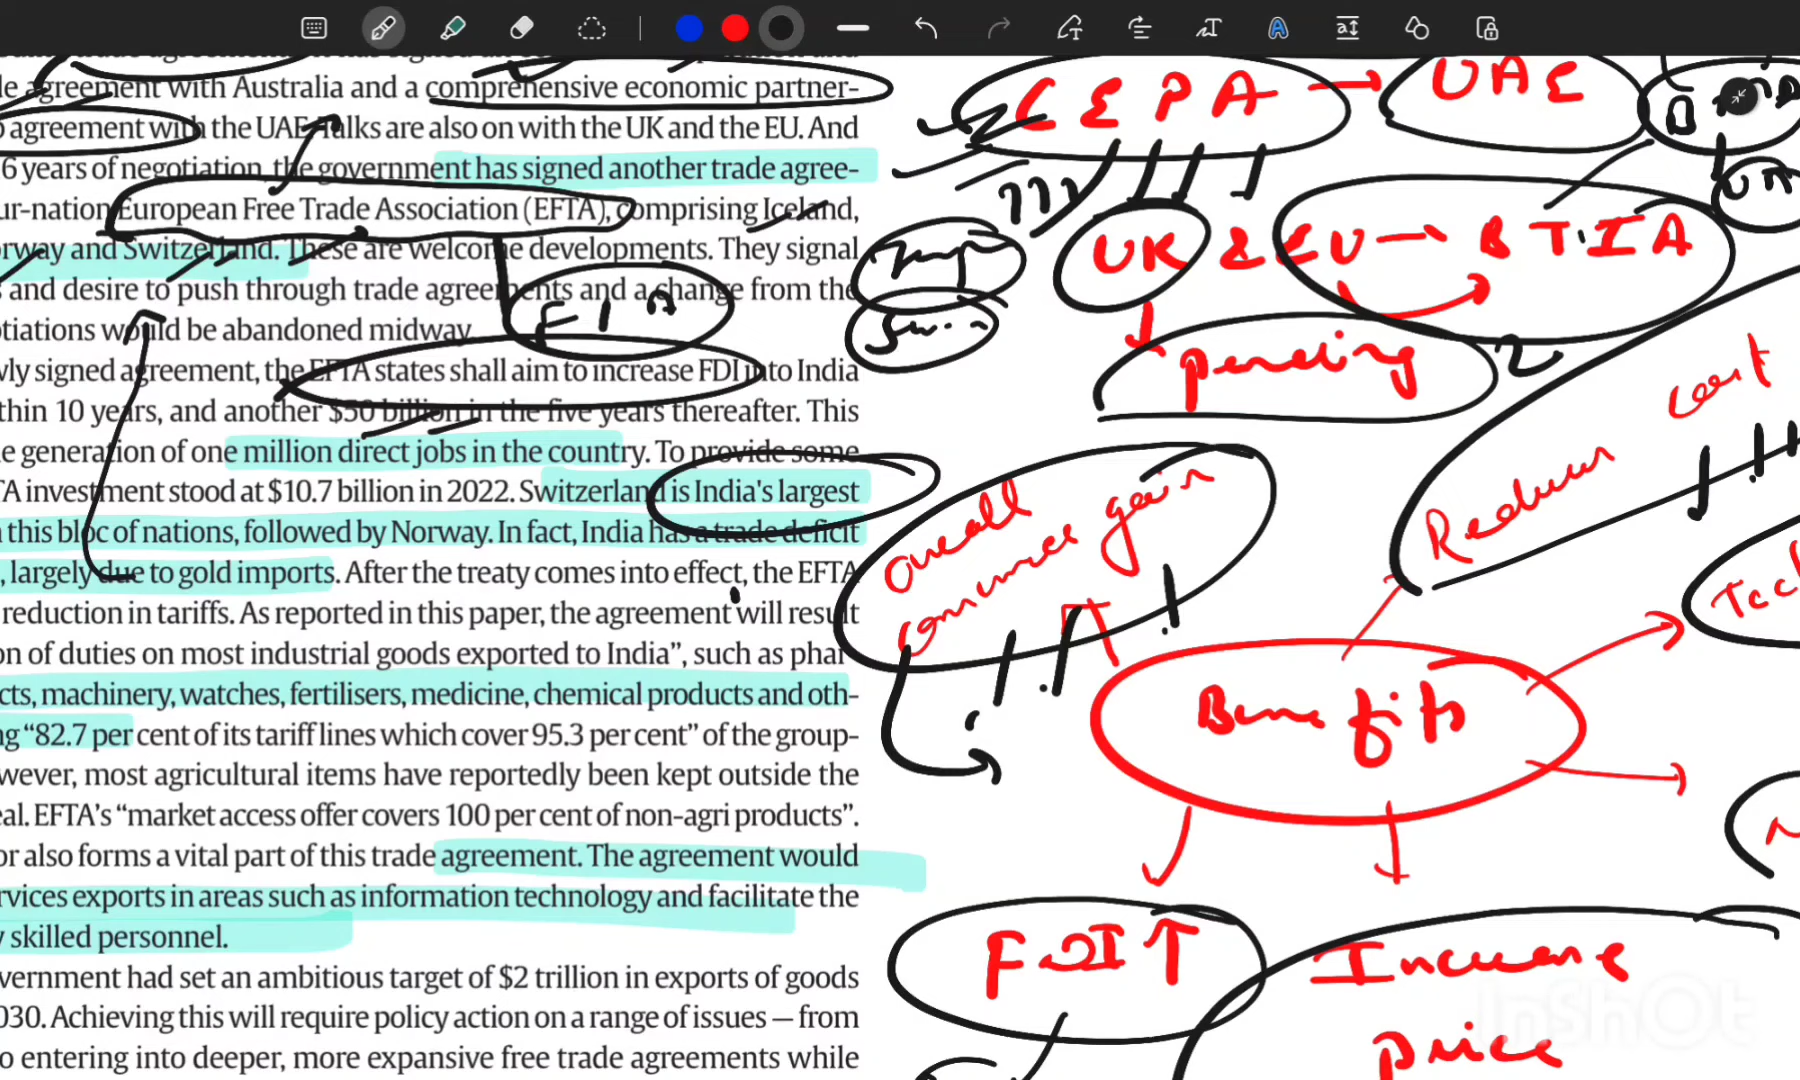 le agreement with Australia and a comprehensive economic partner-
agreement with the UAE. Talks are also on with the UK and the EU. And
6 years of negotiation, the government has signed another trade agree-
ur-nation European Free Trade Association (EFTA), comprising Iceland,
rway and Switzerland. These are welcome developments. They signal
and desire to push through trade agreements and a change from the
otiations would be abandoned midway.
wly signed agreement, the EFTA states shall aim to increase FDI into India
thin 10 years, and another $50 billion in the five years thereafter. This
e generation of one million direct jobs in the country. To provide some
TA investment stood at $10.7 billion in 2022. Switzerland is India's largest
this bloc of nations, followed by Norway. In fact, India has a trade deficit
, largely due to gold imports. After the treaty comes into effect, the EFTA
reduction in tariffs. As reported in this paper, the agreement will result
on of duties on most industrial goods exported to India”, such as phar
cts, machinery, watches, fertilisers, medicine, chemical products and oth-
ng “82.7 per cent of its tariff lines which cover 95.3 per cent” of the group-
wever, most agricultural items have reportedly been kept outside the
eal. EFTA's “market access offer covers 100 per cent of non-agri products”.
or also forms a vital part of this trade agreement. The agreement would
rvices exports in areas such as information technology and facilitate the
y skilled personnel.
vernment had set an ambitious target of $2 trillion in exports of goods
030. Achieving this will require policy action on a range of issues — from
o entering into deeper, more expansive free trade agreements while
CEPA → UAE
UK & EU → BTIA
pending
Overall
consumer gain
Reduces cost
Tec
Benefits
FDI ↑
Increase
price
InShOt